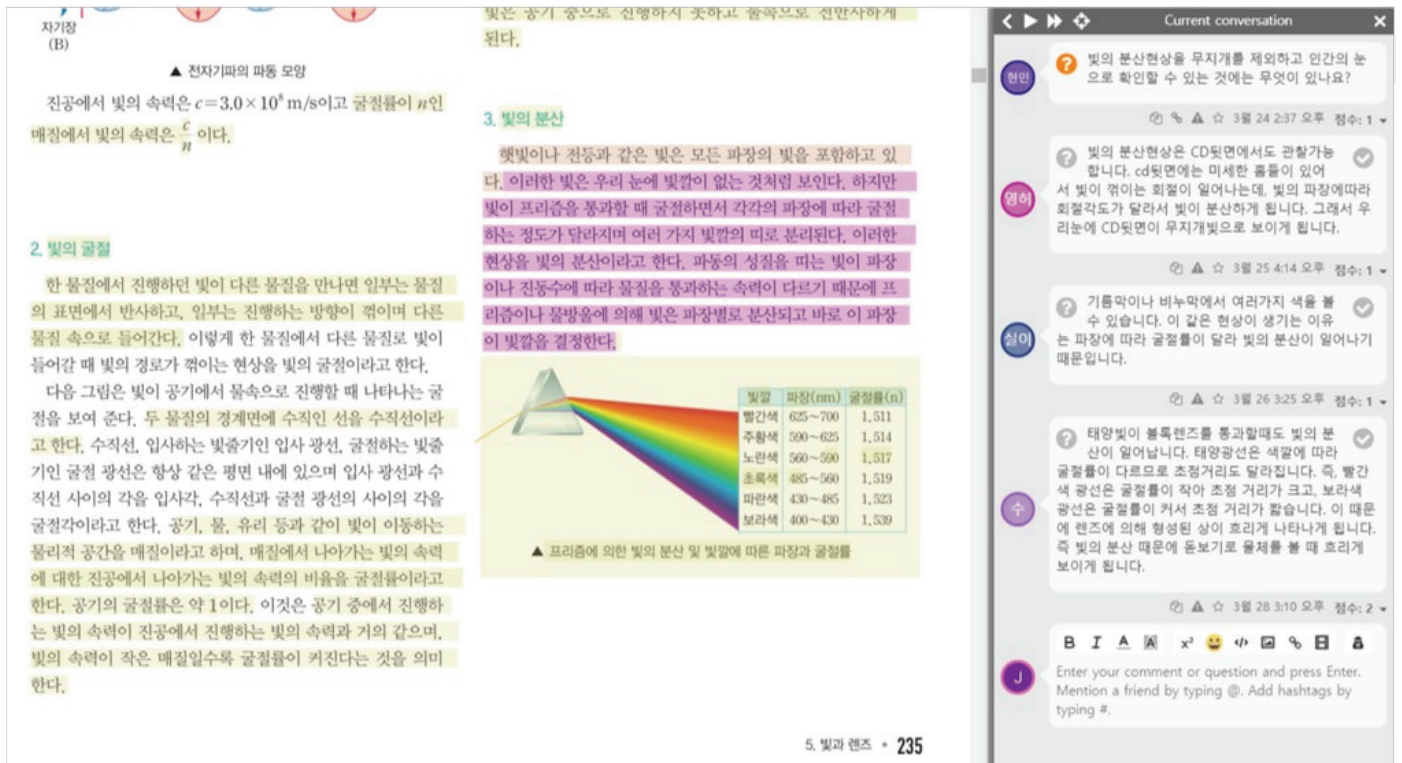 자기장
(B)
▲ 전자기파의 파동 모양
진공에서 빛의 속력은 c=3.0×10⁸ m/s이고 굴절률이 n인
매질에서 빛의 속력은 c/n 이다.
2. 빛의 굴절
한 물질에서 진행하던 빛이 다른 물질을 만나면 일부는 물질
의 표면에서 반사하고, 일부는 진행하는 방향이 꺾이며 다른
물질 속으로 들어간다. 이렇게 한 물질에서 다른 물질로 빛이
들어갈 때 빛의 경로가 꺾이는 현상을 빛의 굴절이라고 한다.
다음 그림은 빛이 공기에서 물속으로 진행할 때 나타나는 굴
절을 보여 준다. 두 물질의 경계면에 수직인 선을 수직선이라
고 한다. 수직선, 입사하는 빛줄기인 입사 광선, 굴절하는 빛줄
기인 굴절 광선은 항상 같은 평면 내에 있으며 입사 광선과 수
직선 사이의 각을 입사각, 수직선과 굴절 광선의 사이의 각을
굴절각이라고 한다. 공기, 물, 유리 등과 같이 빛이 이동하는
물리적 공간을 매질이라고 하며, 매질에서 나아가는 빛의 속력
에 대한 진공에서 나아가는 빛의 속력의 비율을 굴절률이라고
한다. 공기의 굴절률은 약 1이다. 이것은 공기 중에서 진행하
는 빛의 속력이 진공에서 진행하는 빛의 속력과 거의 같으며,
빛의 속력이 작은 매질일수록 굴절률이 커진다는 것을 의미
한다.
빛은 공기 중으로 진행하지 못하고 물속으로 전반사하게
된다.
3. 빛의 분산
햇빛이나 전등과 같은 빛은 모든 파장의 빛을 포함하고 있
다. 이러한 빛은 우리 눈에 빛깔이 없는 것처럼 보인다. 하지만
빛이 프리즘을 통과할 때 굴절하면서 각각의 파장에 따라 굴절
하는 정도가 달라지며 여러 가지 빛깔의 띠로 분리된다. 이러한
현상을 빛의 분산이라고 한다. 파동의 성질을 띠는 빛이 파장
이나 진동수에 따라 물질을 통과하는 속력이 다르기 때문에 프
리즘이나 물방울에 의해 빛은 파장별로 분산되고 바로 이 파장
이 빛깔을 결정한다.
빛깔 파장(nm) 굴절률(n)
빨간색 625~700 1.511
주황색 590~625 1.514
노란색 560~590 1.517
초록색 485~560 1.519
파란색 430~485 1.523
보라색 400~430 1.539
▲ 프리즘에 의한 빛의 분산 및 빛깔에 따른 파장과 굴절률
5. 빛과 렌즈 • 235
Current conversation
현민
빛의 분산현상을 무지개를 제외하고 인간의 눈
으로 확인할 수 있는 것에는 무엇이 있나요?
3월 24 2:37 오후 점수: 1
영허
빛의 분산현상은 CD뒷면에서도 관찰가능
합니다. cd뒷면에는 미세한 홈들이 있어
서 빛이 꺾이는 회절이 일어나는데, 빛의 파장에따라
회절각도가 달라서 빛이 분산하게 됩니다. 그래서 우
리눈에 CD뒷면이 무지개빛으로 보이게 됩니다.
3월 25 4:14 오후 점수: 1
실이
기름막이나 비누막에서 여러가지 색을 볼
수 있습니다. 이 같은 현상이 생기는 이유
는 파장에 따라 굴절률이 달라 빛의 분산이 일어나기
때문입니다.
3월 26 3:25 오후 점수: 1
수
태양빛이 볼록렌즈를 통과할때도 빛의 분
산이 일어납니다. 태양광선은 색깔에 따라
굴절률이 다르므로 초점거리도 달라집니다. 즉, 빨간
색 광선은 굴절률이 작아 초점 거리가 크고, 보라색
광선은 굴절률이 커서 초점 거리가 짧습니다. 이 때문
에 렌즈에 의해 형성된 상이 흐리게 나타나게 됩니다.
즉 빛의 분산 때문에 돋보기로 물체를 볼 때 흐리게
보이게 됩니다.
3월 28 3:10 오후 점수: 2
B I A A x²
J
Enter your comment or question and press Enter.
Mention a friend by typing @. Add hashtags by
typing #.